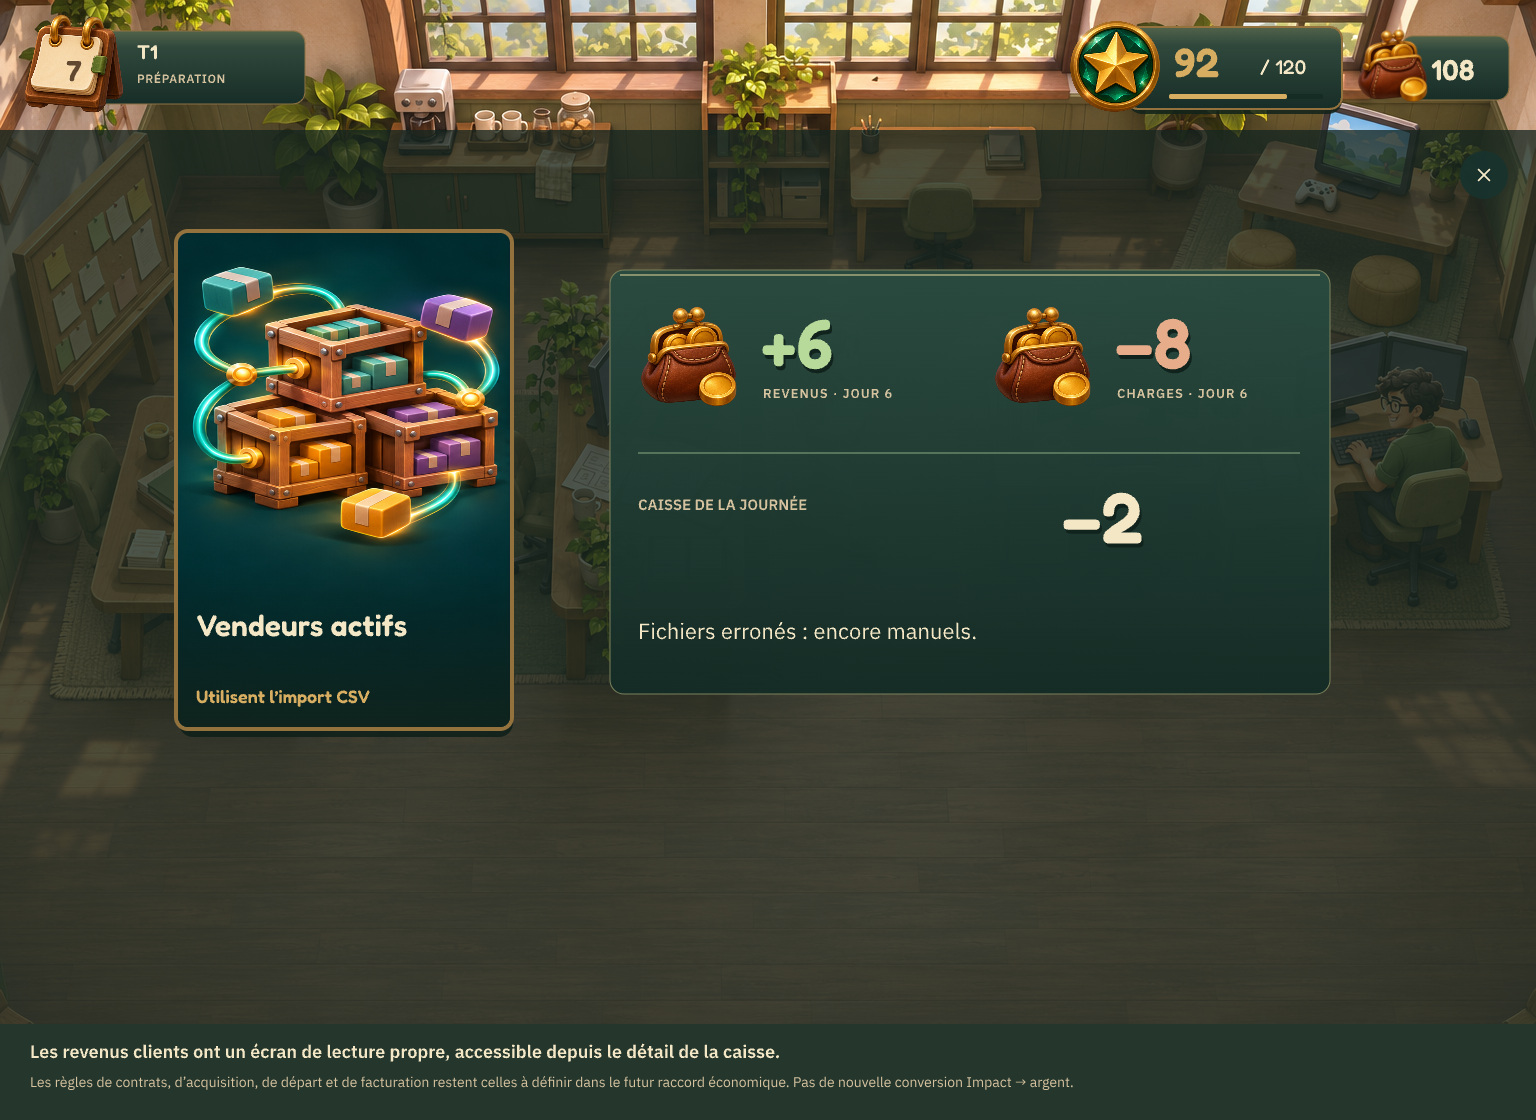 7
T1
PRÉPARATION
92 / 120
108
+6
REVENUS · JOUR 6
−8
CHARGES · JOUR 6
CAISSE DE LA JOURNÉE
−2
Fichiers erronés : encore manuels.
Vendeurs actifs
Utilisent l’import CSV
Les revenus clients ont un écran de lecture propre, accessible depuis le détail de la caisse.
Les règles de contrats, d’acquisition, de départ et de facturation restent celles à définir dans le futur raccord économique. Pas de nouvelle conversion Impact → argent.